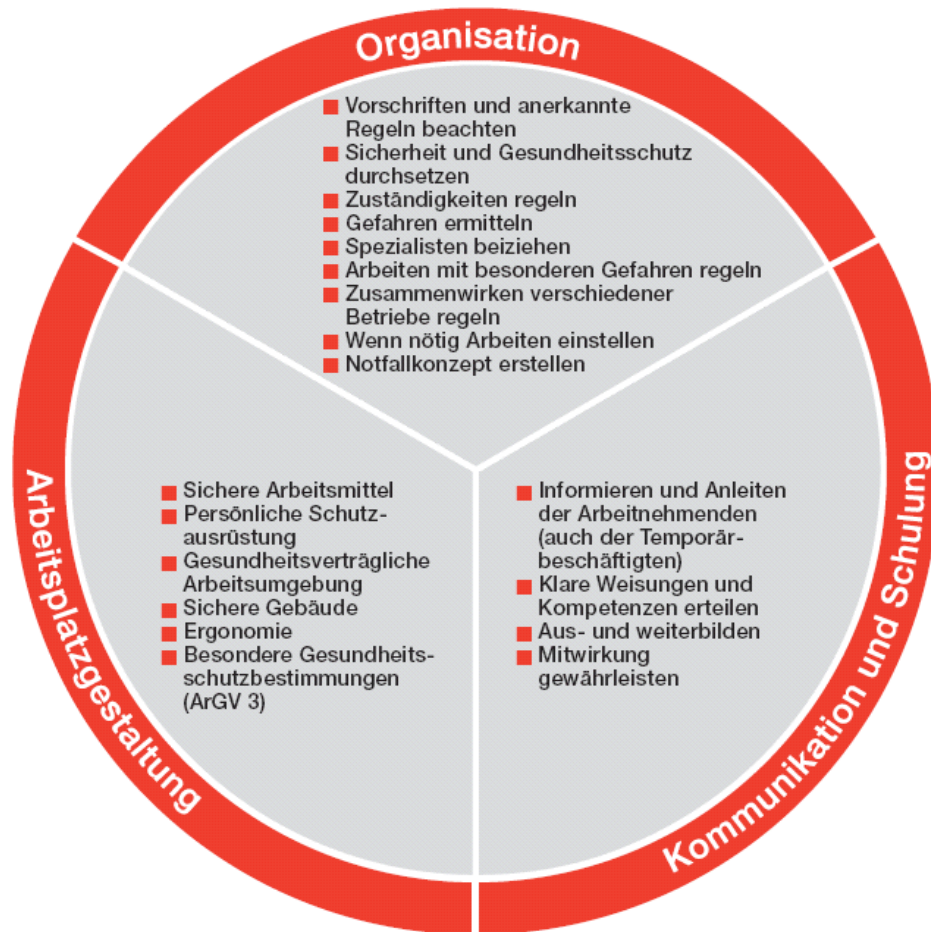 Organisation
Vorschriften und anerkannte
Regeln beachten
Sicherheit und Gesundheitsschutz
durchsetzen
Zuständigkeiten regeln
Gefahren ermitteln
Spezialisten beiziehen
Arbeiten mit besonderen Gefahren regeln
Zusammenwirken verschiedener
Betriebe regeln
Wenn nötig Arbeiten einstellen
Notfallkonzept erstellen
Arbeitsplatzgestaltung
Sichere Arbeitsmittel
Persönliche Schutz-
ausrüstung
Gesundheitsverträgliche
Arbeitsumgebung
Sichere Gebäude
Ergonomie
Besondere Gesundheits-
schutzbestimmungen
(ArGV 3)
Kommunikation und Schulung
Informieren und Anleiten
der Arbeitnehmenden
(auch der Temporär-
beschäftigten)
Klare Weisungen und
Kompetenzen erteilen
Aus- und weiterbilden
Mitwirkung
gewährleisten